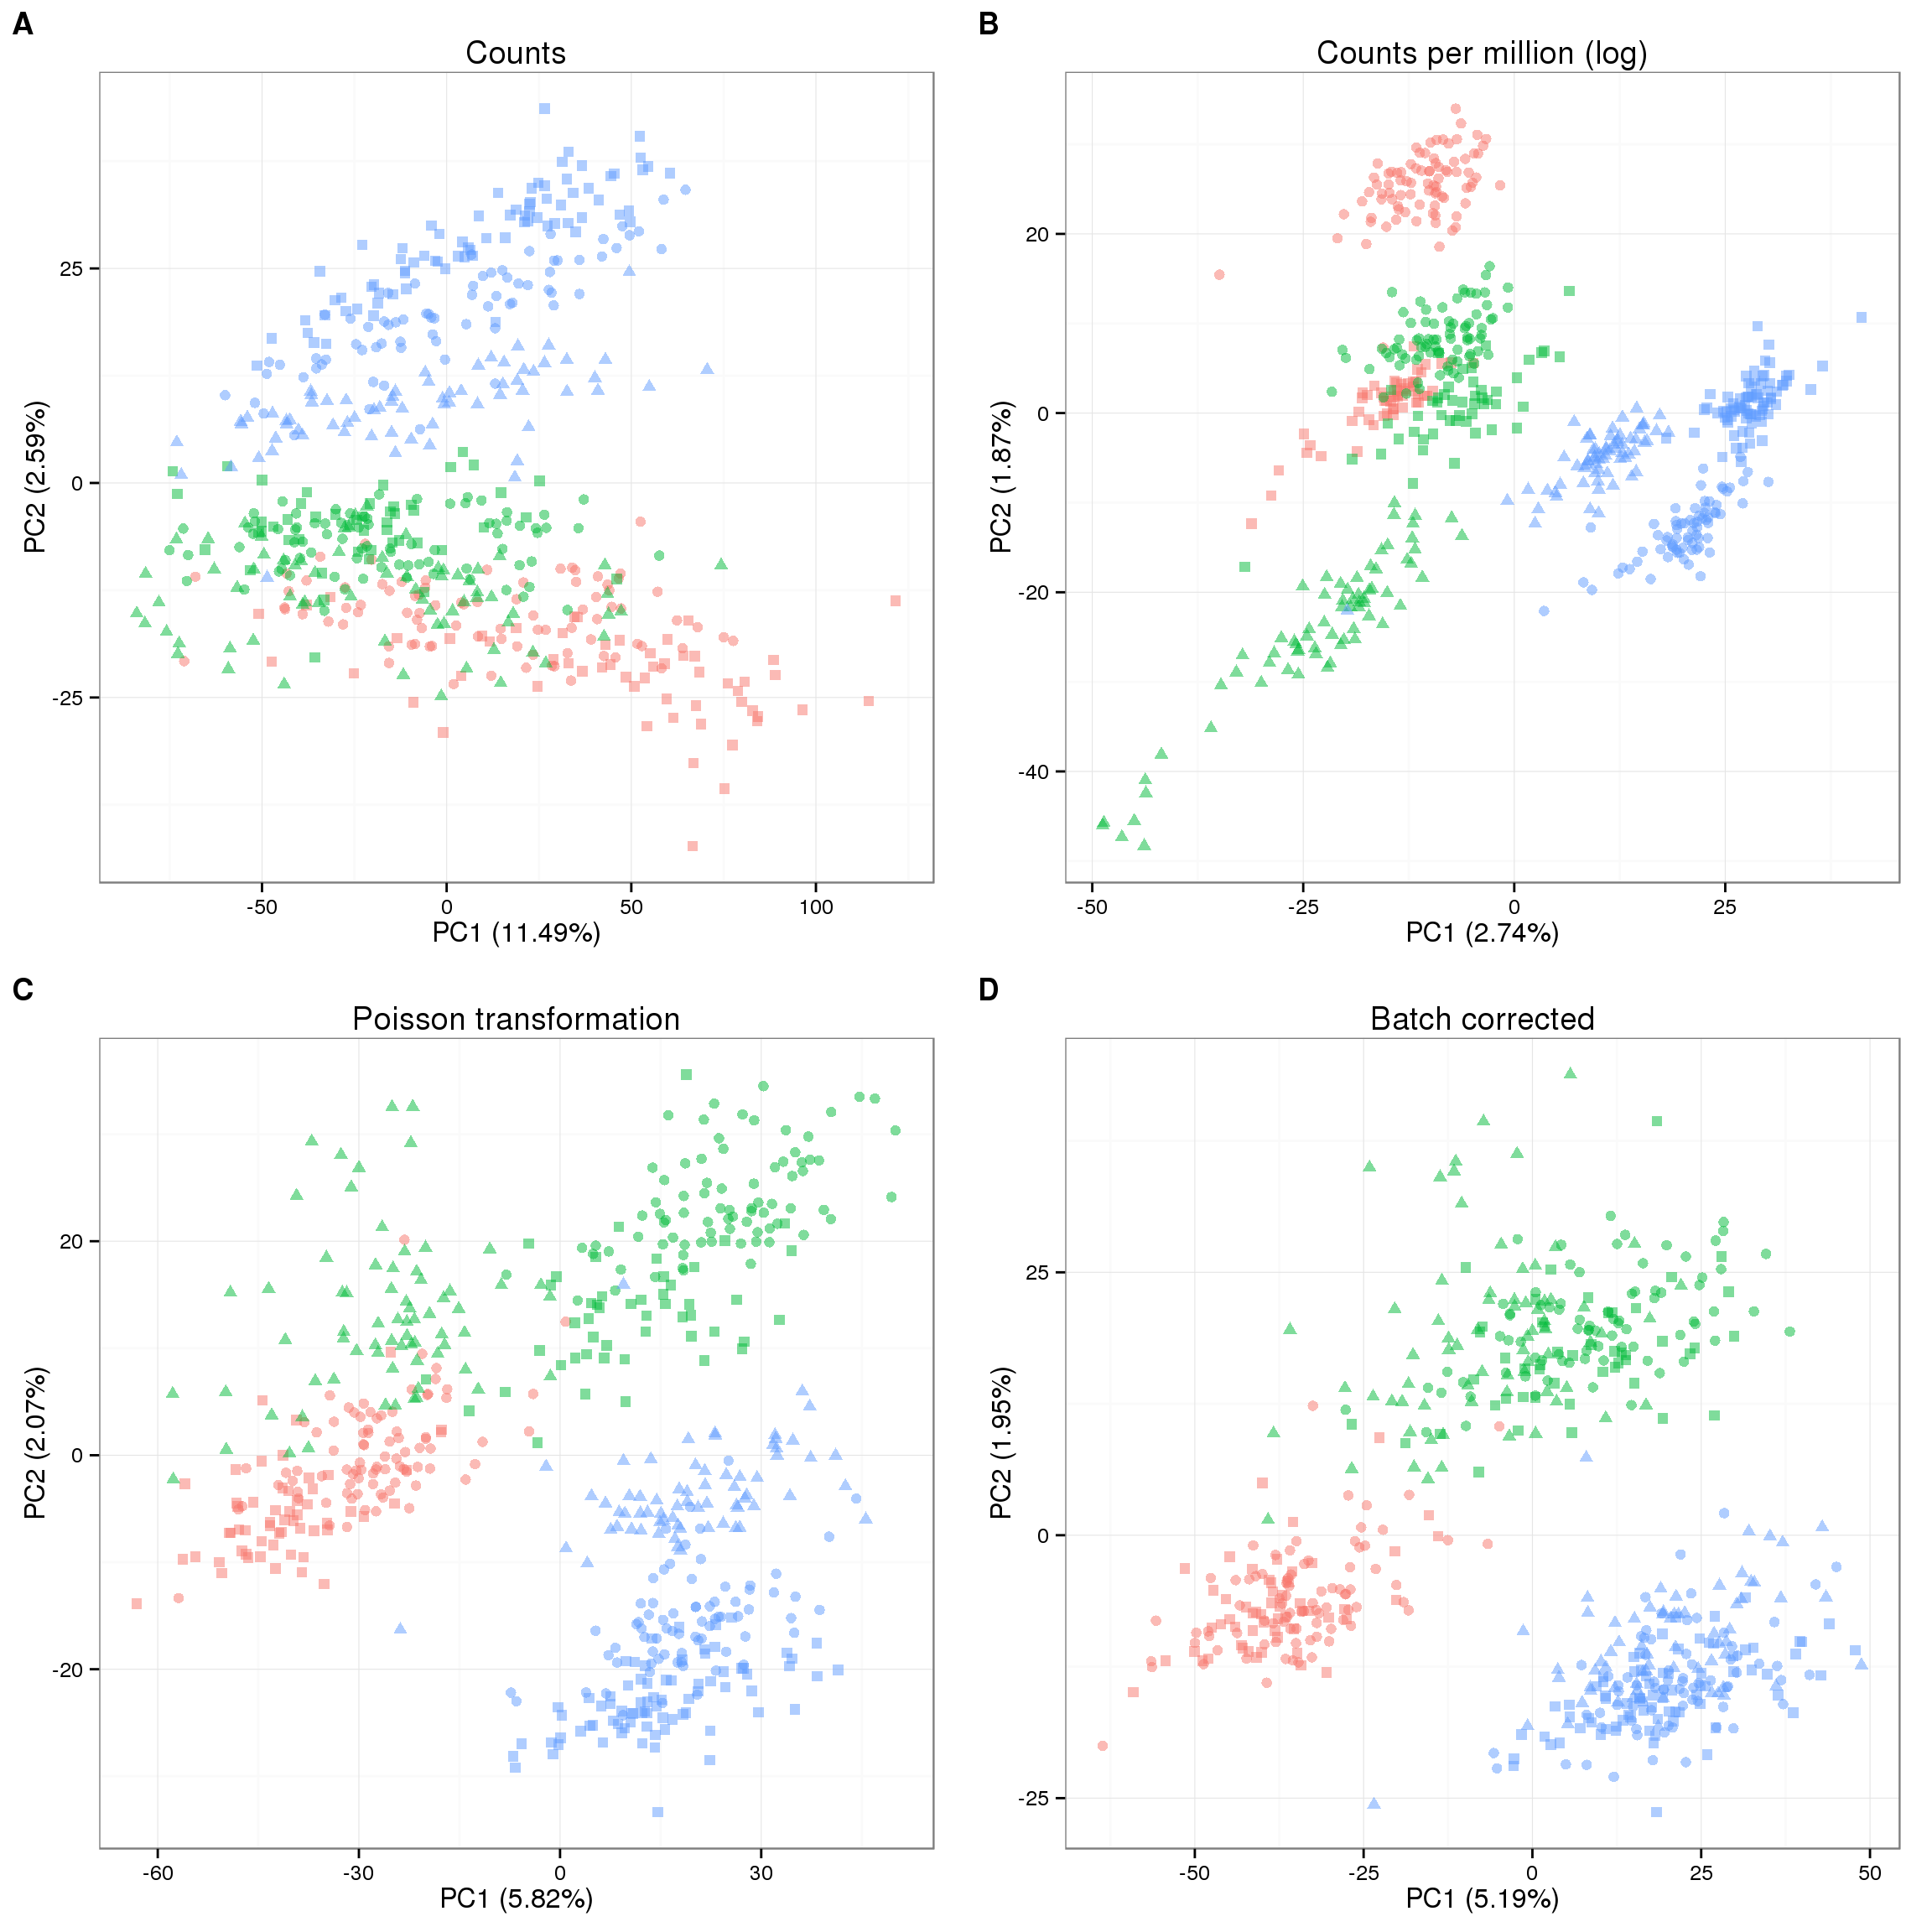 A
Counts
PC2 (2.59%)
25
0
-25
-50
0
50
100
PC1 (11.49%)
B
Counts per million (log)
PC2 (1.87%)
20
0
-20
-40
-50
-25
0
25
PC1 (2.74%)
C
Poisson transformation
PC2 (2.07%)
20
0
-20
-60
-30
0
30
PC1 (5.82%)
D
Batch corrected
PC2 (1.95%)
25
0
-25
-50
-25
0
25
50
PC1 (5.19%)